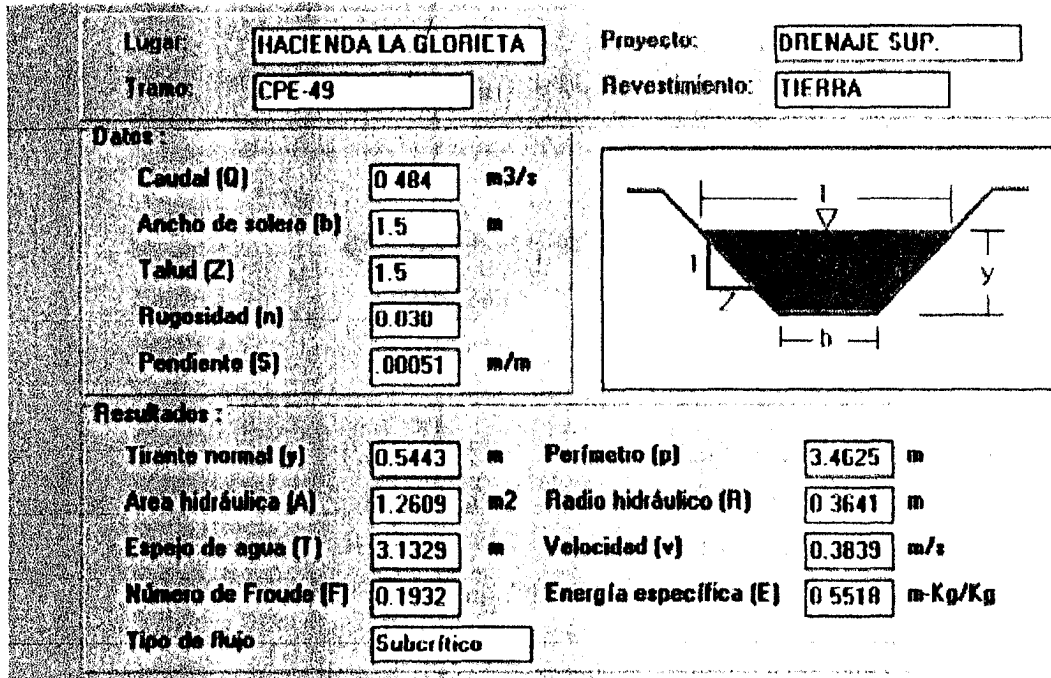 Lugar: HACIENDA LA GLORIETA Proyecto: DRENAJE SUP.
Tramo: CPE-49 Revestimiento: TIERRA
Datos :
Caudal (Q) 0.484 m3/s
Ancho de solera (b) 1.5 m
Talud (Z) 1.5
Rugosidad (n) 0.030
Pendiente (S) .00051 m/m
1
y
b
Resultados :
Tirante normal (y) 0.5443 m Perímetro (p) 3.4625 m
Area hidráulica (A) 1.2609 m2 Radio hidráulico (R) 0.3641 m
Espejo de agua (T) 3.1329 m Velocidad (v) 0.3839 m/s
Número de Froude (F) 0.1932 Energía específica (E) 0.5518 m-Kg/Kg
Tipo de flujo Subcrítico